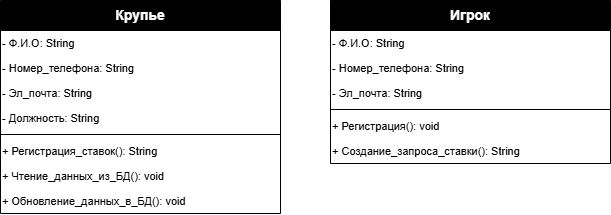 Крупье
- Ф.И.О: String
- Номер_телефона: String
- Эл_почта: String
- Должность: String
+ Регистрация_ставок(): String
+ Чтение_данных_из_БД(): void
+ Обновление_данных_в_БД(): void
Игрок
- Ф.И.О: String
- Номер_телефона: String
- Эл_почта: String
+ Регистрация(): void
+ Создание_запроса_ставки(): String